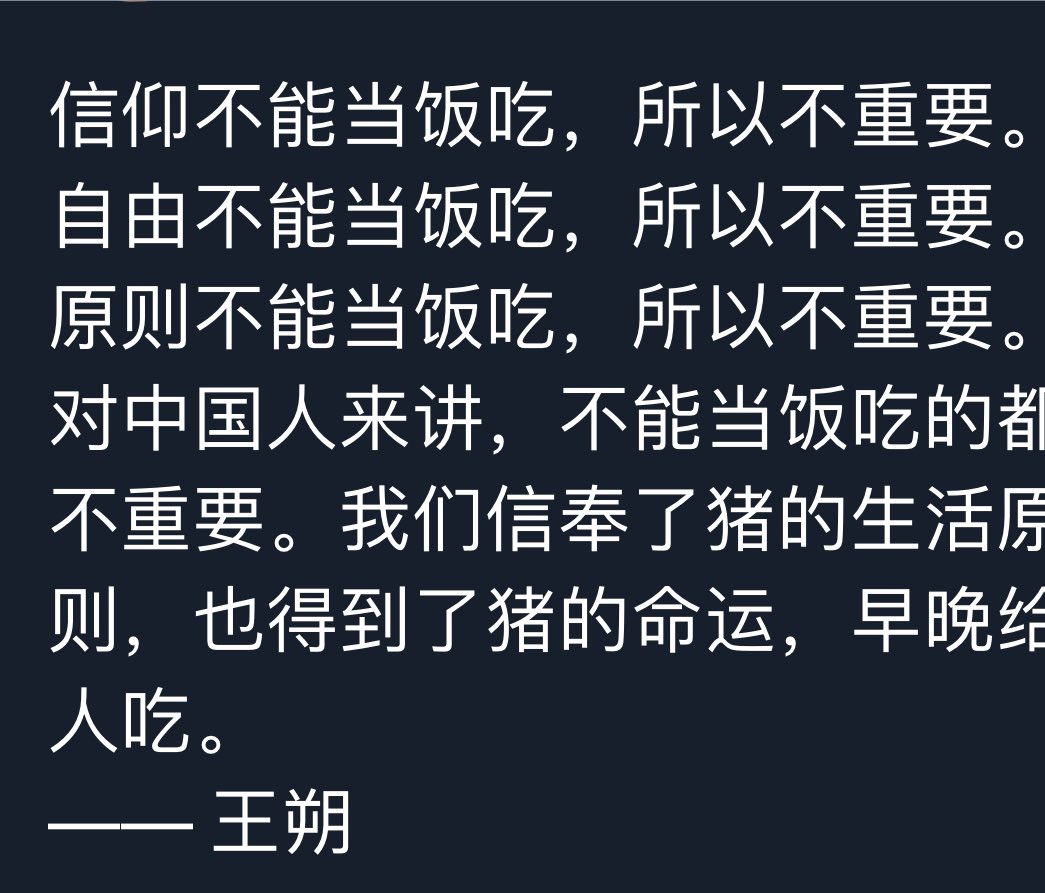 信仰不能当饭吃，所以不重要。
自由不能当饭吃，所以不重要。
原则不能当饭吃，所以不重要。
对中国人来讲，不能当饭吃的都
不重要。我们信奉了猪的生活原
则，也得到了猪的命运，早晚给
人吃。
—— 王朔